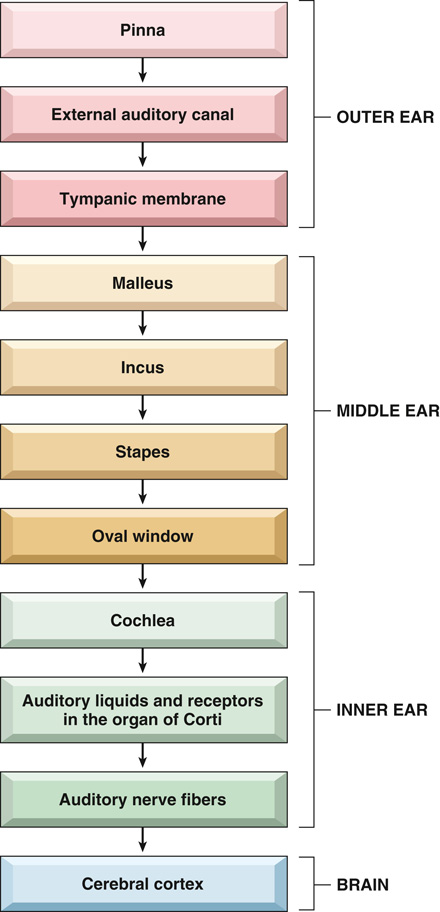 Pinna
External auditory canal
OUTER EAR
Tympanic membrane
Malleus
Incus
MIDDLE EAR
Stapes
Oval window
Cochlea
Auditory liquids and receptors
in the organ of Corti
INNER EAR
Auditory nerve fibers
Cerebral cortex
BRAIN